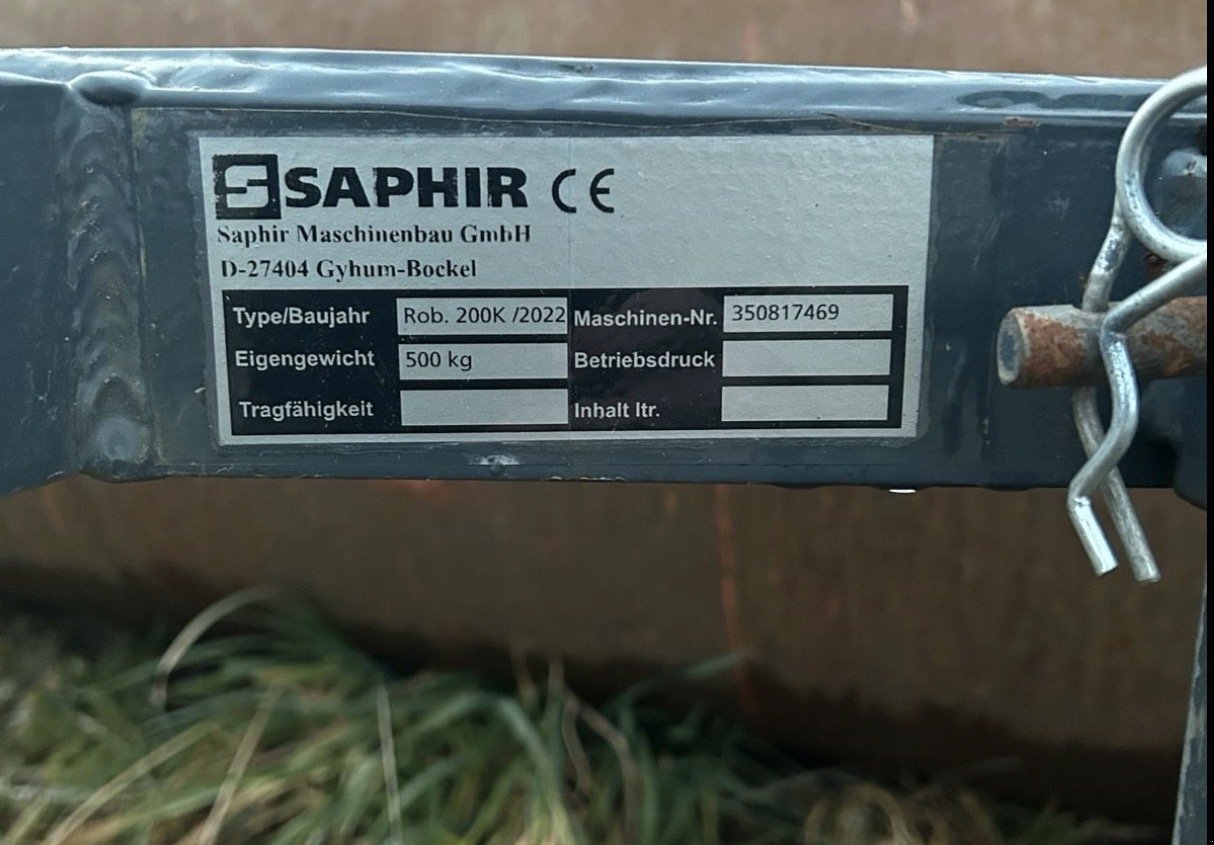 SAPHIR CE
Saphir Maschinenbau GmbH
D-27404 Gyhum-Bockel
Type/Baujahr Rob. 200K /2022 Maschinen-Nr. 350817469
Eigengewicht 500 kg Betriebsdruck
Tragfähigkeit Inhalt ltr.